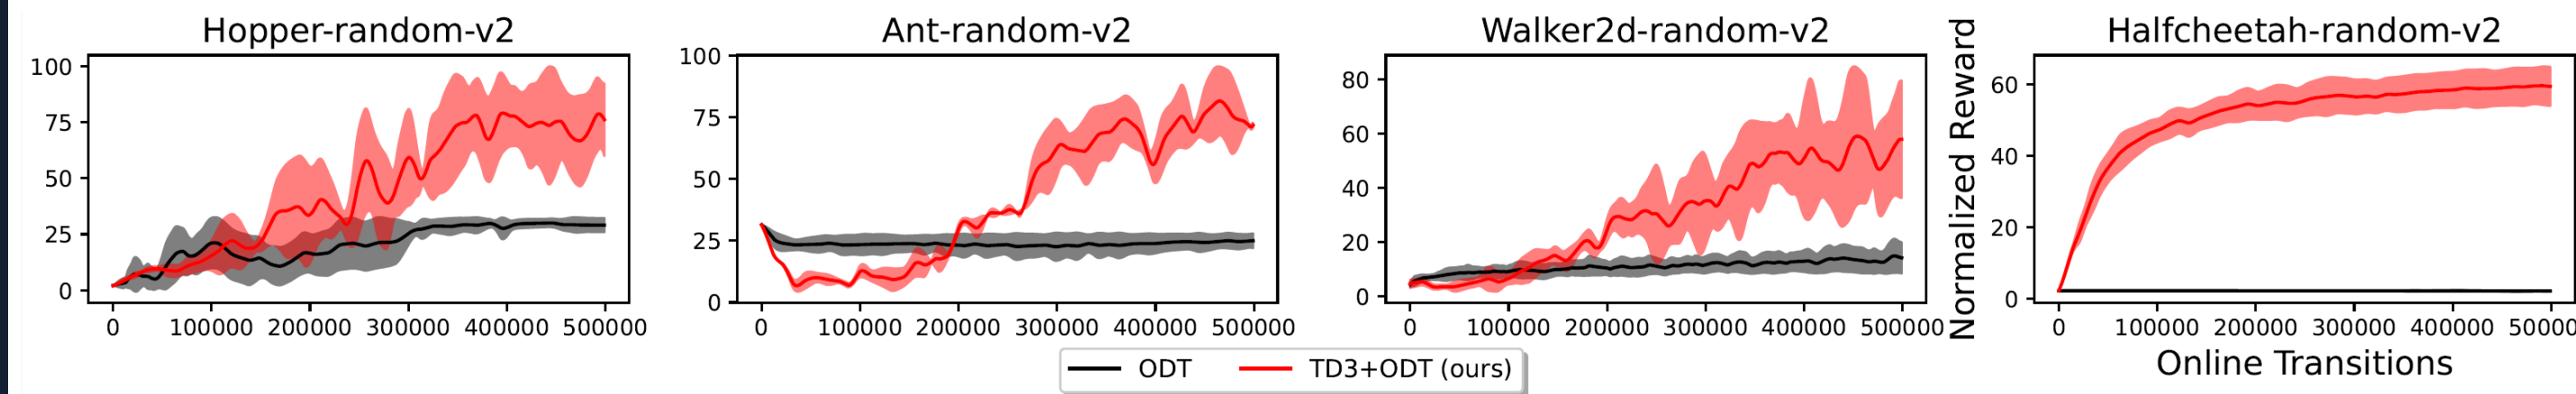 Hopper-random-v2
100
75
50
25
0
0 100000 200000 300000 400000 500000
Ant-random-v2
100
75
50
25
0
0 100000 200000 300000 400000 500000
Walker2d-random-v2
80
60
40
20
0
0 100000 200000 300000 400000 500000
Normalized Reward
Halfcheetah-random-v2
60
40
20
0
0 100000 200000 300000 400000 50000
Online Transitions
ODT TD3+ODT (ours)